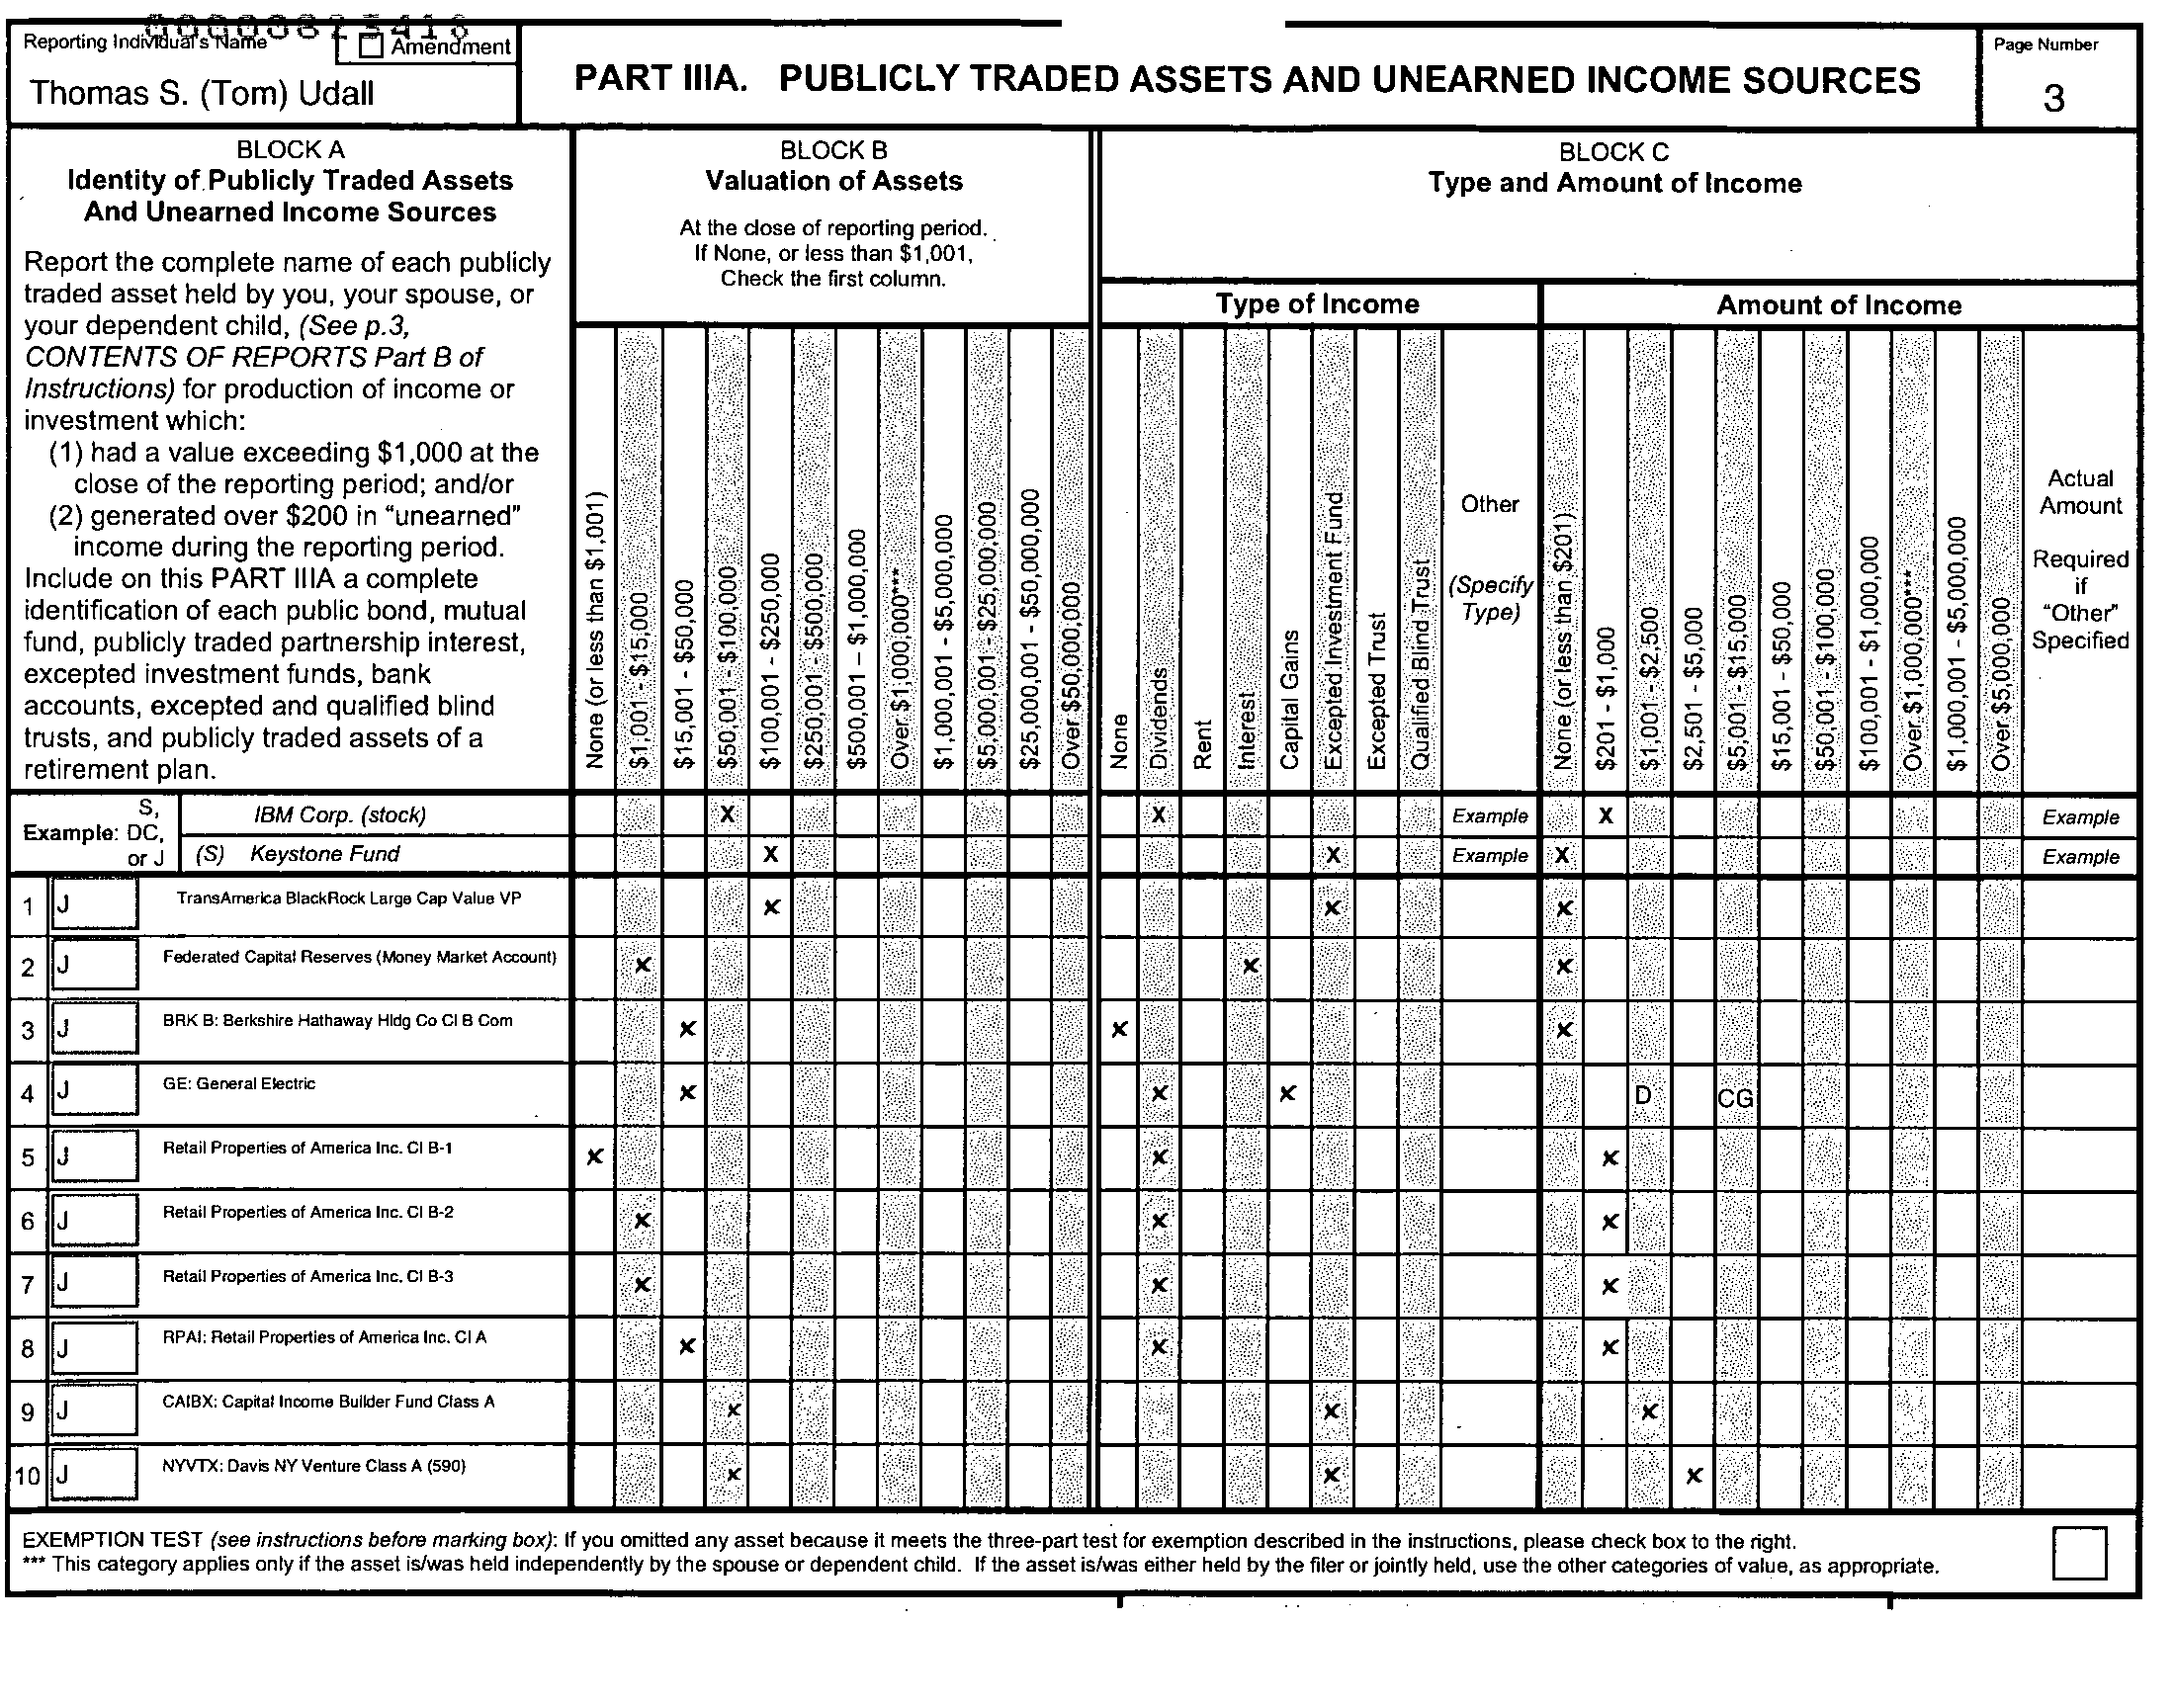 Reporting Individual's Name
Amendment
Thomas S. (Tom) Udall
PART IIIA. PUBLICLY TRADED ASSETS AND UNEARNED INCOME SOURCES
Page Number
3
BLOCK A
Identity of Publicly Traded Assets
And Unearned Income Sources
Report the complete name of each publicly
traded asset held by you, your spouse, or
your dependent child, (See p.3,
CONTENTS OF REPORTS Part B of
Instructions) for production of income or
investment which:
(1) had a value exceeding $1,000 at the
close of the reporting period; and/or
(2) generated over $200 in "unearned"
income during the reporting period.
Include on this PART IIIA a complete
identification of each public bond, mutual
fund, publicly traded partnership interest,
excepted investment funds, bank
accounts, excepted and qualified blind
trusts, and publicly traded assets of a
retirement plan.
BLOCK B
Valuation of Assets
At the close of reporting period.
If None, or less than $1,001,
Check the first column.
None (or less than $1,001)
$1,001 - $15,000
$15,001 - $50,000
$50,001 - $100,000
$100,001 - $250,000
$250,001 - $500,000
$500,001 – $1,000,000
Over $1,000,000***
$1,000,001 - $5,000,000
$5,000,001 - $25,000,000
$25,000,001 - $50,000,000
Over $50,000,000
BLOCK C
Type and Amount of Income
Type of Income
None
Dividends
Rent
Interest
Capital Gains
Excepted Investment Fund
Excepted Trust
Qualified Blind Trust
Other
(Specify
Type)
Amount of Income
None (or less than $201)
$201 - $1,000
$1,001 - $2,500
$2,501 - $5,000
$5,001 - $15,000
$15,001 - $50,000
$50,001 - $100,000
$100,001 - $1,000,000
Over $1,000,000***
$1,000,001 - $5,000,000
Over $5,000,000
Actual
Amount
Required
if
"Other"
Specified
Example: S,
DC,
or J
IBM Corp. (stock) X X Example X Example
(S) Keystone Fund X X Example X Example
1 J TransAmerica BlackRock Large Cap Value VP x x x
2 J Federated Capital Reserves (Money Market Account) x x x
3 J BRK B: Berkshire Hathaway Hldg Co Cl B Com x x x
4 J GE: General Electric x x x D CG
5 J Retail Properties of America Inc. Cl B-1 x x x
6 J Retail Properties of America Inc. Cl B-2 x x x
7 J Retail Properties of America Inc. Cl B-3 x x x
8 J RPAI: Retail Properties of America Inc. Cl A x x x
9 J CAIBX: Capital Income Builder Fund Class A x x x
10 J NYVTX: Davis NY Venture Class A (590) x x x
EXEMPTION TEST (see instructions before marking box): If you omitted any asset because it meets the three-part test for exemption described in the instructions, please check box to the right.
*** This category applies only if the asset is/was held independently by the spouse or dependent child. If the asset is/was either held by the filer or jointly held, use the other categories of value, as appropriate.